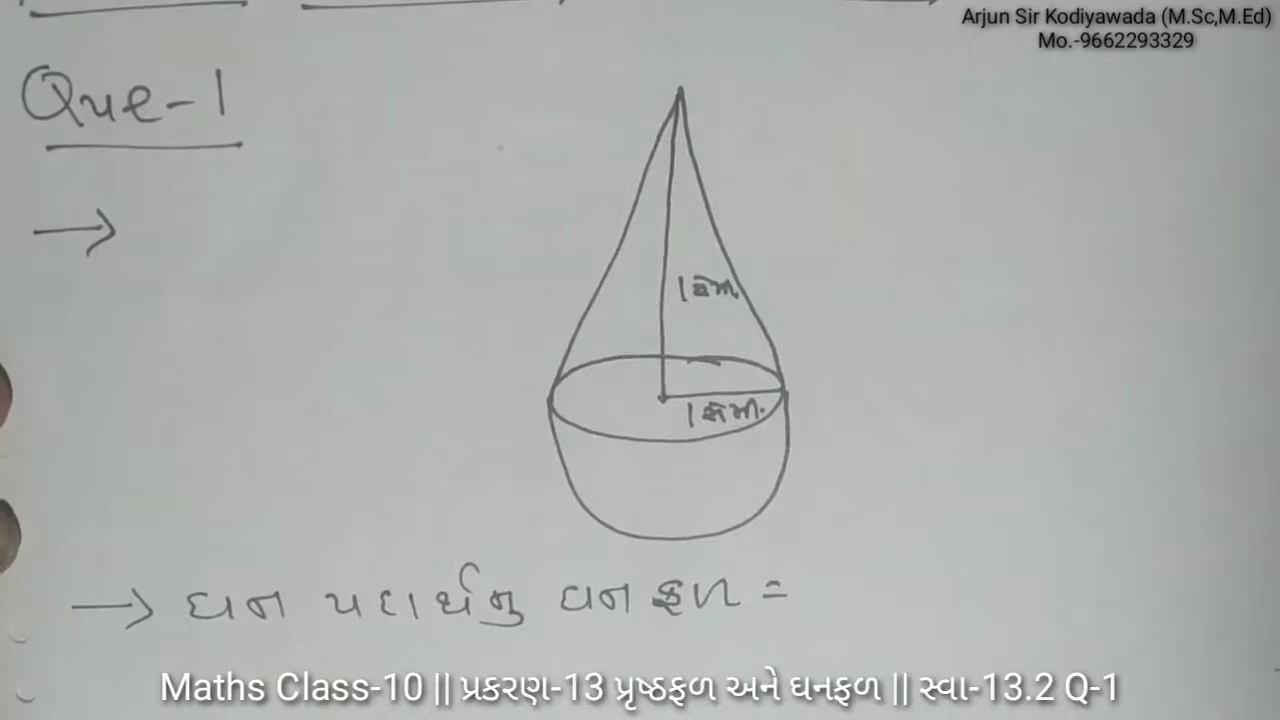 Arjun Sir Kodiyawada (M.Sc,M.Ed)
Mo.-9662293329
Que-1
1 સેમી
1 સેમી.
→ ઘન પદાર્થનુ ઘનફળ =
Maths Class-10 || પ્રકરણ-13 પૃષ્ઠફળ અને ઘનફળ || સ્વા-13.2 Q-1